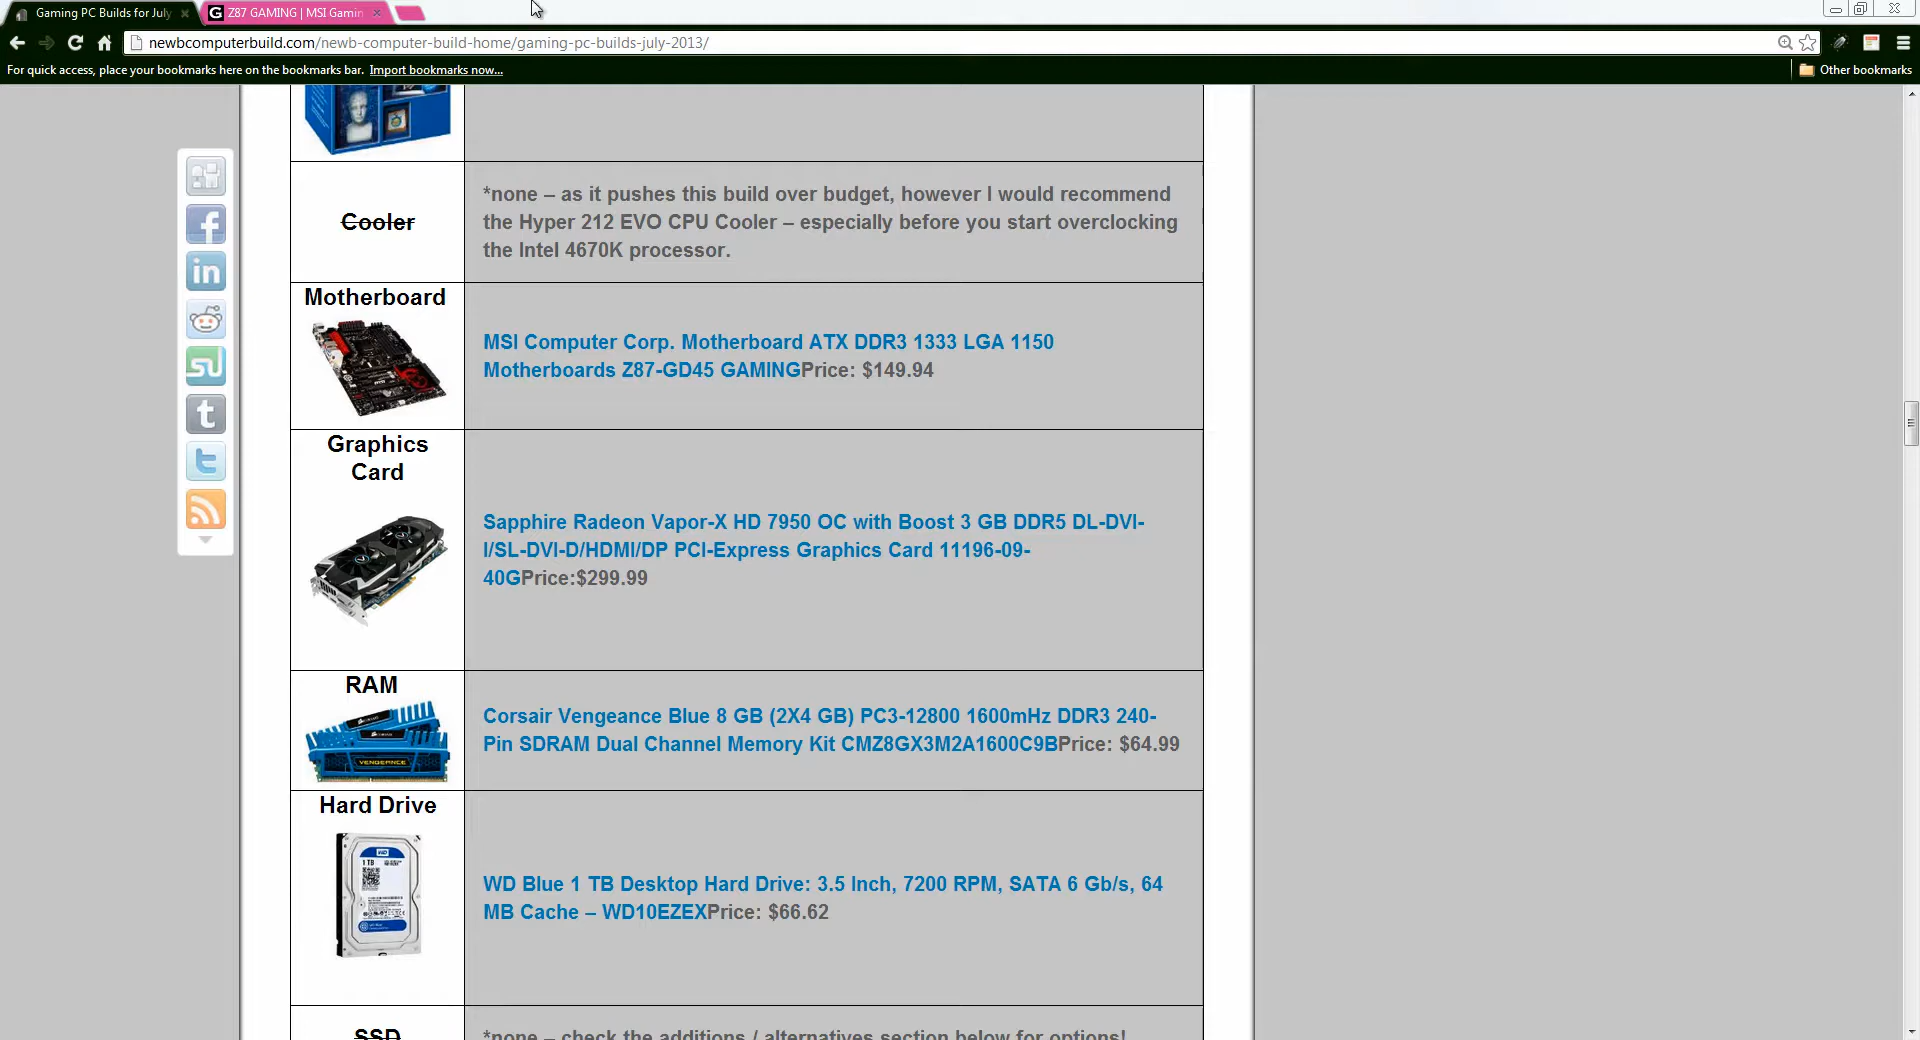 Gaming PC Builds for July
Z87 GAMING | MSI Gamin
newbcomputerbuild.com/newb-computer-build-home/gaming-pc-builds-july-2013/
For quick access, place your bookmarks here on the bookmarks bar. Import bookmarks now...
Other bookmarks
Cooler
*none – as it pushes this build over budget, however I would recommend
the Hyper 212 EVO CPU Cooler – especially before you start overclocking
the Intel 4670K processor.
Motherboard
MSI Computer Corp. Motherboard ATX DDR3 1333 LGA 1150
Motherboards Z87-GD45 GAMINGPrice: $149.94
Graphics
Card
Sapphire Radeon Vapor-X HD 7950 OC with Boost 3 GB DDR5 DL-DVI-
I/SL-DVI-D/HDMI/DP PCI-Express Graphics Card 11196-09-
40GPrice:$299.99
RAM
VENGEANCE
Corsair Vengeance Blue 8 GB (2X4 GB) PC3-12800 1600mHz DDR3 240-
Pin SDRAM Dual Channel Memory Kit CMZ8GX3M2A1600C9BPrice: $64.99
Hard Drive
WD
1 TB
WD Blue 1 TB Desktop Hard Drive: 3.5 Inch, 7200 RPM, SATA 6 Gb/s, 64
MB Cache – WD10EZEXPrice: $66.62
SSD
*none – check the additions / alternatives section below for options!